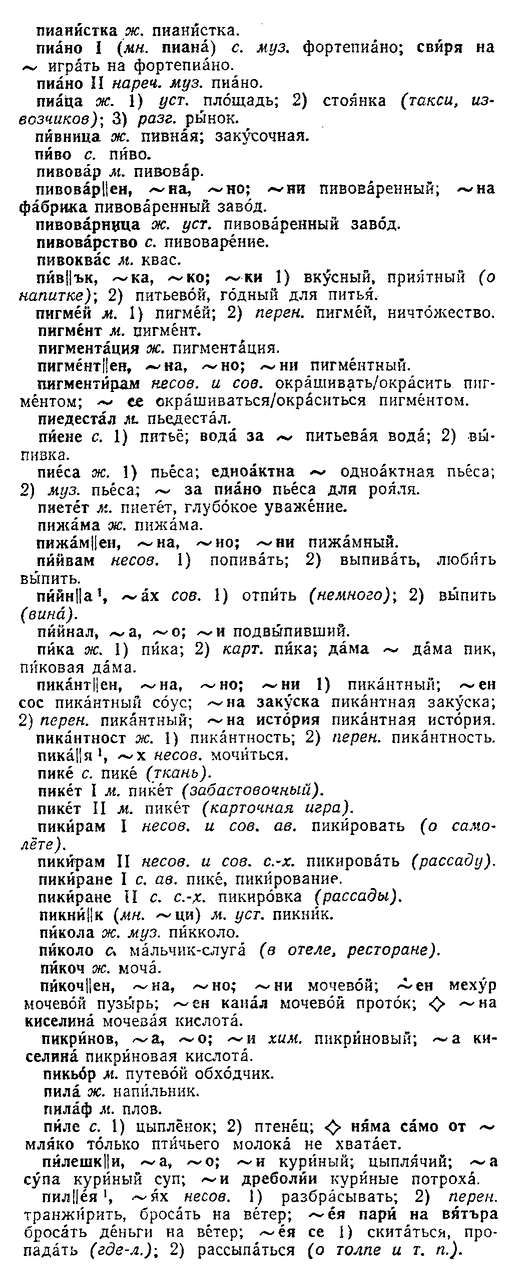 пиани́стка ж. пиани́стка.
пиа́но I (мн. пиана́) с. муз. фортепиа́но; сви́ря на
~ игра́ть на фортепиа́но.
пиа́но II нареч. муз. пиа́но.
пиа́ца ж. 1) уст. пло́щадь; 2) стоя́нка (такси, из-
возчиков); 3) разг. ры́нок.
пи́вница ж. пивна́я; заку́сочная.
пи́во с. пи́во.
пивова́р м. пивова́р.
пивова́р||ен, ~на, ~но; ~ни пивова́ренный; ~на
фа́брика пивова́ренный заво́д.
пивова́рница ж. уст. пивова́ренный заво́д.
пивова́рство с. пивоваре́ние.
пивоква́с м. квас.
пи́в||ък, ~ка, ~ко; ~ки 1) вку́сный, прия́тный (о
напитке); 2) питьево́й, го́дный для питья́.
пигме́й м. 1) пигме́й; 2) перен. пигме́й, ничто́жество.
пигме́нт м. пигме́нт.
пигмента́ция ж. пигмента́ция.
пигме́нт||ен, ~на, ~но; ~ни пигме́нтный.
пигменти́рам несов. и сов. окра́шивать/окра́сить пиг-
ме́нтом; ~ се окра́шиваться/окра́ситься пигме́нтом.
пиедеста́л м. пьедеста́л.
пи́ене с. 1) питьё; вода́ за ~ питьева́я вода́; 2) вы́-
пивка.
пие́са ж. 1) пье́са; едноа́ктна ~ одноа́ктная пье́са;
2) муз. пье́са; ~ за пиа́но пье́са для роя́ля.
пиете́т м. пиете́т, глубо́кое уваже́ние.
пижа́ма ж. пижа́ма.
пижа́м||ен, ~на, ~но; ~ни пижа́мный.
пи́йвам несов. 1) попива́ть; 2) выпива́ть, люби́ть
вы́пить.
пи́йн||а¹, ~ах сов. 1) отпи́ть (немного); 2) вы́пить
(вина́).
пи́йнал, ~а, ~о; ~и подвы́пивший.
пи́ка ж. 1) пи́ка; 2) карт. пи́ка; да́ма ~ да́ма пик,
пи́ковая да́ма.
пика́нт||ен, ~на, ~но; ~ни 1) пика́нтный; ~ен
сос пика́нтный со́ус; ~на заку́ска пика́нтная заку́ска;
2) перен. пика́нтный; ~на исто́рия пика́нтная исто́рия.
пика́нтност ж. 1) пика́нтность; 2) перен. пика́нтность.
пика́||я¹, ~х несов. мочи́ться.
пике́ с. пике́ (ткань).
пике́т I м. пике́т (забастовочный).
пике́т II м. пике́т (карточная игра).
пики́рам I несов. и сов. ав. пики́ровать (о само-
лёте).
пики́рам II несов. и сов. с.-х. пикирова́ть (рассаду).
пики́ране I с. ав. пике́, пики́рование.
пики́ране II с. с.-х. пикиро́вка (рассады).
пикни́||к (мн. ~ци) м. уст. пикни́к.
пи́кола ж. муз. пи́кколо.
пи́коло с. ма́льчик-слуга́ (в отеле, ресторане).
пи́коч ж. моча́.
пи́коч||ен, ~на, ~но; ~ни мочево́й; ~ен меху́р
мочево́й пузы́рь; ~ен кана́л мочево́й прото́к; ◇ ~на
киселина́ мочева́я кислота́.
пикри́нов, ~а, ~о; ~и хим. пикри́новый; ~а ки-
селина́ пикри́новая кислота́.
пикьо́р м. путево́й обхо́дчик.
пила́ ж. напи́льник.
пила́ф м. плов.
пи́ле с. 1) цыплёнок; 2) птене́ц; ◇ ня́ма са́мо от ~
мля́ко то́лько пти́чьего молока́ не хвата́ет.
пи́лешк||и, ~а, ~о; ~и кури́ный; цыпля́чий; ~а
су́па кури́ный суп; ~и дребо́лии кури́ные потроха́.
пил||е́я¹, ~я́х несов. 1) разбра́сывать; 2) перен.
транжи́рить, броса́ть на ве́тер; ~е́я пари́ на вя́търа
броса́ть де́ньги на ве́тер; ~е́я се 1) скита́ться, про-
пада́ть (где-л.); 2) рассыпа́ться (о толпе и т. п.).